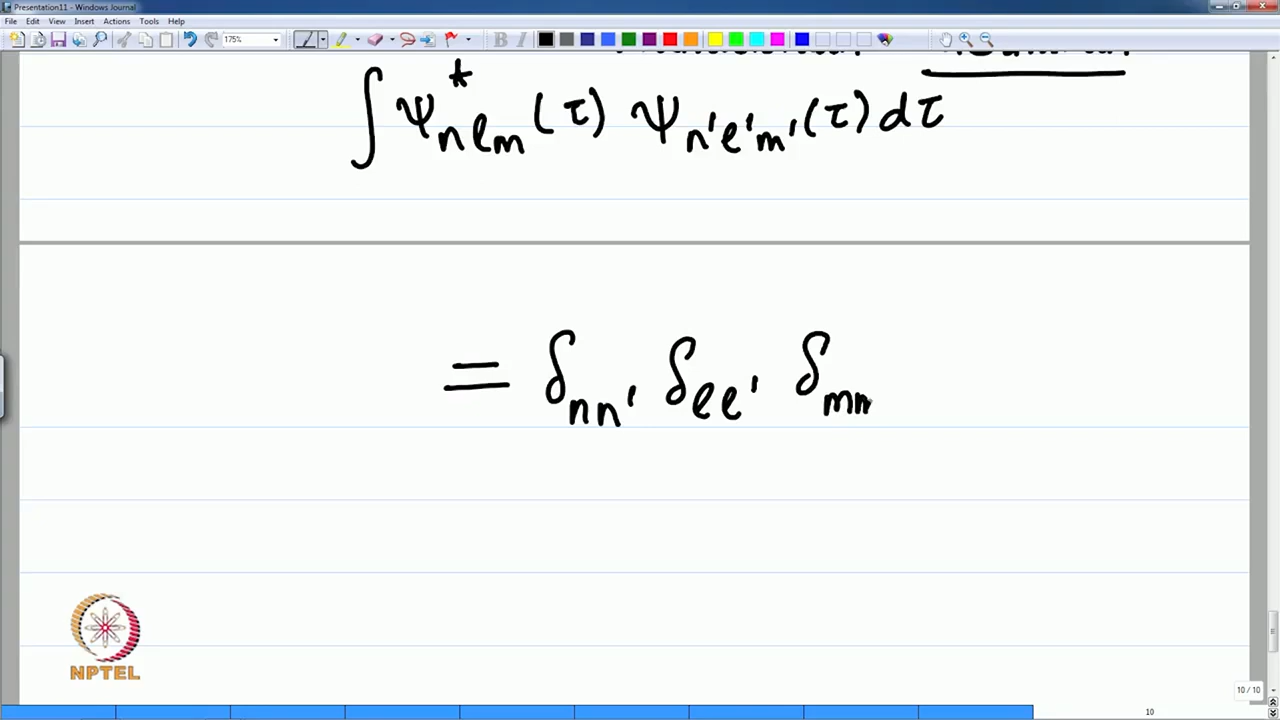 Presentation11 - Windows Journal
File Edit View Insert Actions Tools Help
175%
∫ ψ*nlm (τ) ψn'l'm' (τ) dτ
= δnn' δll' δmm
NPTEL
10 / 10
10